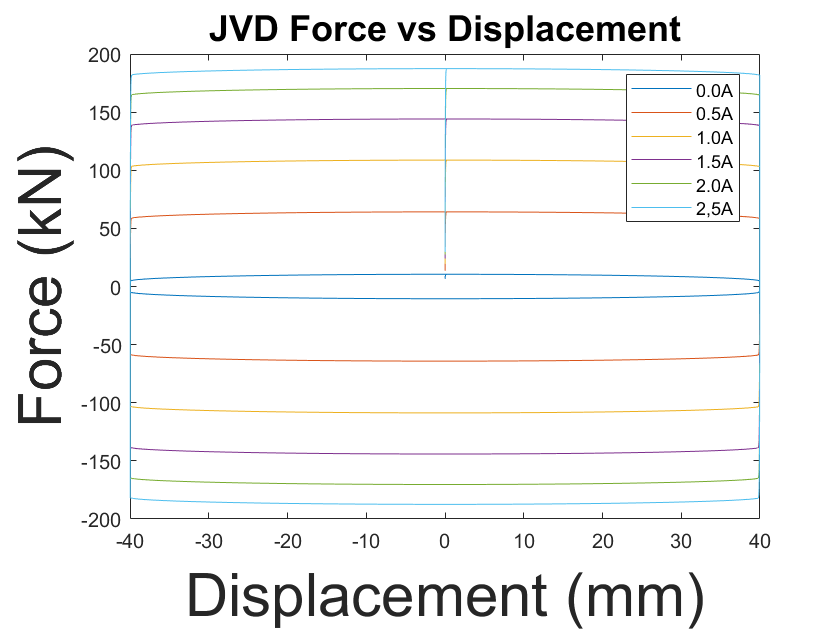 JVD Force vs Displacement
Force (kN)
200
150
100
50
0
-50
-100
-150
-200
0.0A
0.5A
1.0A
1.5A
2.0A
2,5A
-40 -30 -20 -10 0 10 20 30 40
Displacement (mm)